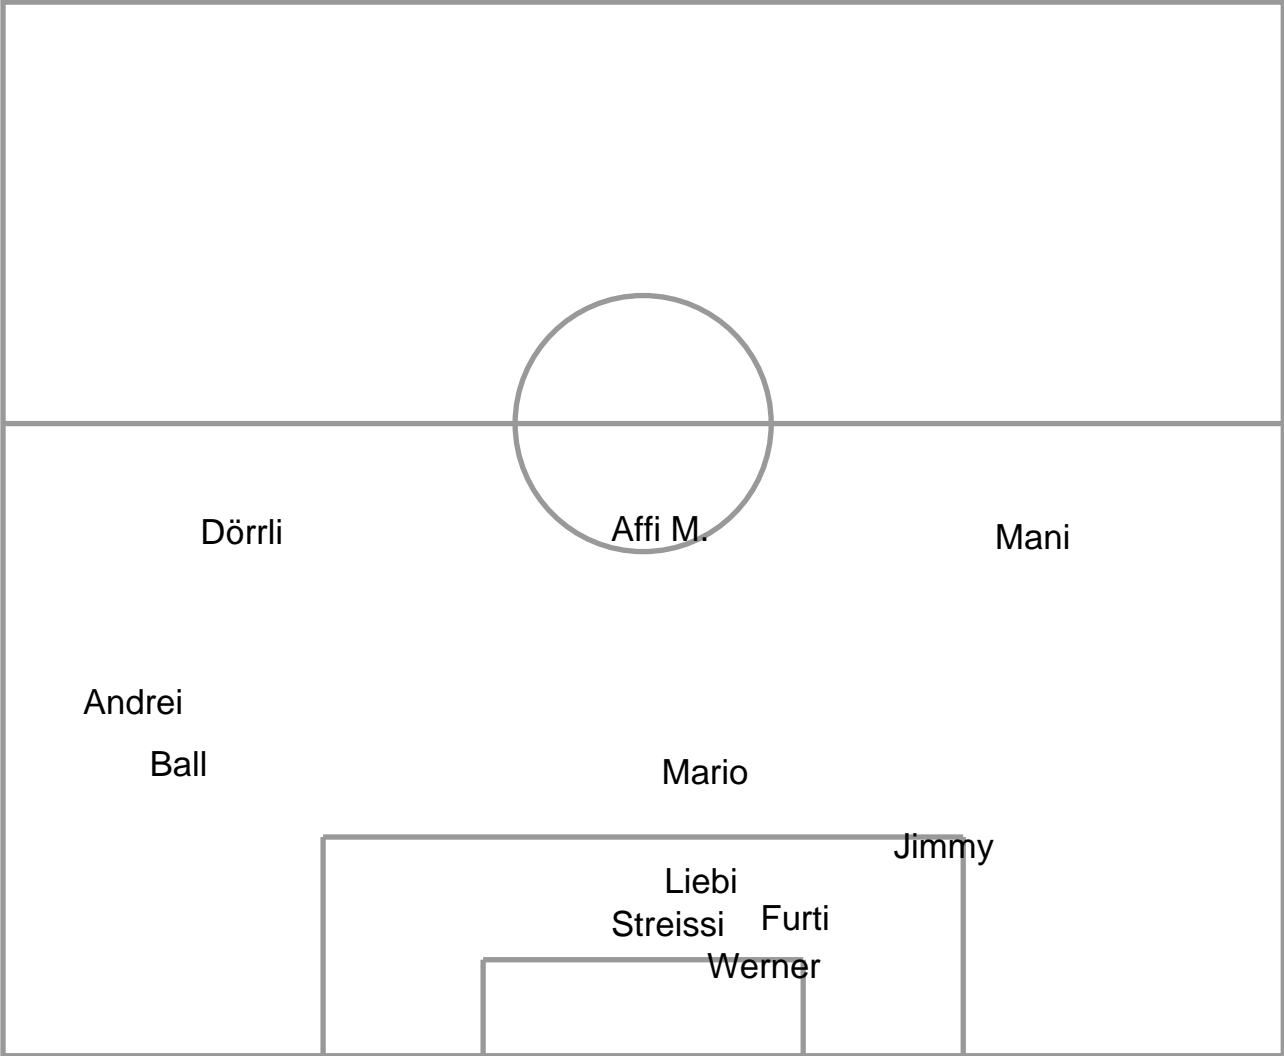 Dörrli
Affi M.
Mani
Andrei
Ball
Mario
Jimmy
Liebi
Streissi
Furti
Werner